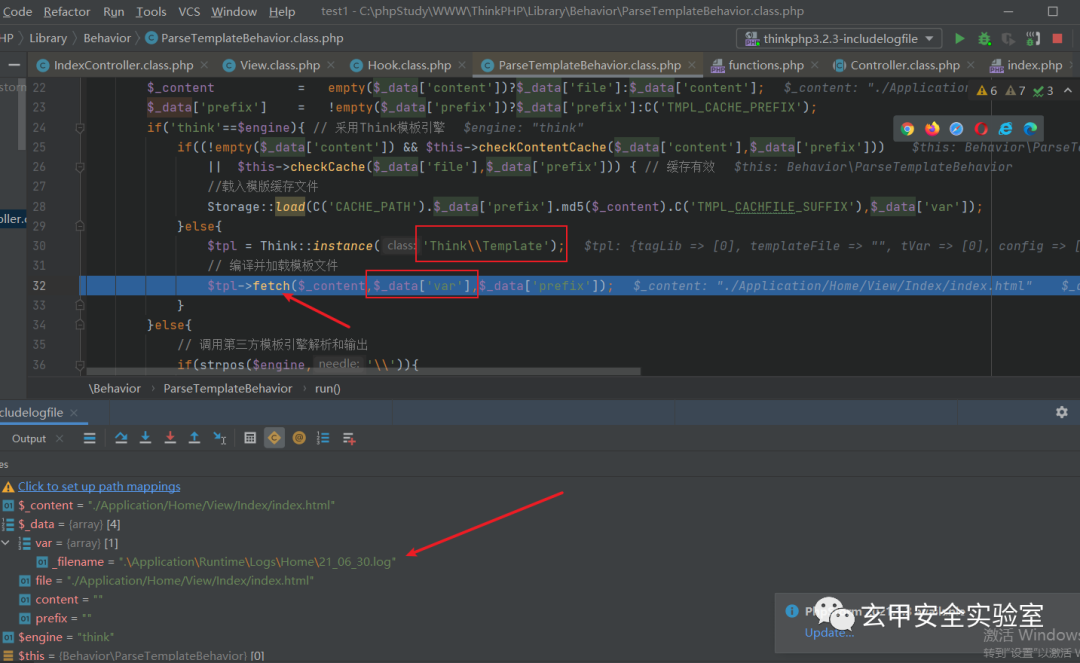 Code Refactor Run Tools VCS Window Help test1 - C:\phpStudy\WWW\ThinkPHP\Library\Behavior\ParseTemplateBehavior.class.php
HP Library Behavior ParseTemplateBehavior.class.php thinkphp3.2.3-includelogfile
IndexController.class.php View.class.php Hook.class.php ParseTemplateBehavior.class.php functions.php Controller.class.php index.php
22 $_content = empty($_data['content'])?$_data['file']:$_data['content']; $_content: "./Application 6 7 3
23 $_data['prefix'] = !empty($_data['prefix'])?$_data['prefix']:C('TMPL_CACHE_PREFIX');
24 if('think'==$engine){ // 采用Think模板引擎 $engine: "think"
25 if((!empty($_data['content']) && $this->checkContentCache($_data['content'],$_data['prefix'])) $this: Behavior\ParseTe
26 || $this->checkCache($_data['file'],$_data['prefix'])) { // 缓存有效 $this: Behavior\ParseTemplateBehavior
27 //载入模版缓存文件
28 Storage::load(C('CACHE_PATH').$_data['prefix'].md5($_content).C('TMPL_CACHFILE_SUFFIX'),$_data['var']);
29 }else{
30 $tpl = Think::instance( class: 'Think\\Template'); $tpl: {tagLib => [0], templateFile => "", tVar => [0], config => [
31 // 编译并加载模板文件
32 $tpl->fetch($_content,$_data['var'],$_data['prefix']); $_content: "./Application/Home/View/Index/index.html"
33 }
34 }else{
35 // 调用第三方模板引擎解析和输出
36 if(strpos($engine, needle: '\\')){
\Behavior ParseTemplateBehavior run()
cludelogfile
Output
es
Click to set up path mappings
$_content = "./Application/Home/View/Index/index.html"
$_data = {array} [4]
var = {array} [1]
_filename = ".\Application\Runtime\Logs\Home\21_06_30.log"
file = "./Application/Home/View/Index/index.html"
content = ""
prefix = ""
$engine = "think"
$this = {Behavior\ParseTemplateBehavior} [0]
玄甲安全实验室
Update...
激活 Windows
转到"设置"以激活 W